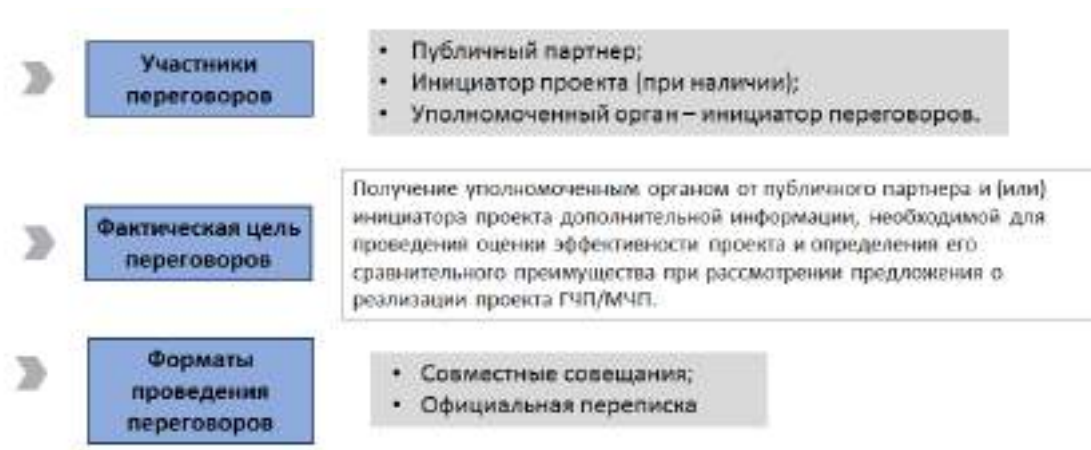 Участники
переговоров
• Публичный партнер;
• Инициатор проекта (при наличии);
• Уполномоченный орган – инициатор переговоров.
Фактическая цель
переговоров
Получение уполномоченным органом от публичного партнера и (или)
инициатора проекта дополнительной информации, необходимой для
проведения оценки эффективности проекта и определения его
сравнительного преимущества при рассмотрении предложения о
реализации проекта ГЧП/МЧП.
Форматы
проведения
переговоров
• Совместные совещания;
• Официальная переписка